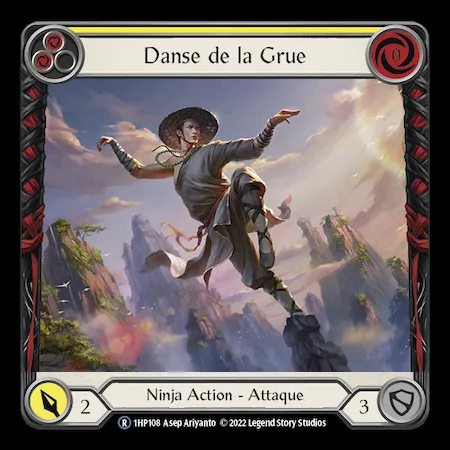 Danse de la Grue
0
Ninja Action - Attaque
2
3
R 1HP108 Asep Ariyanto © 2022 Legend Story Studios